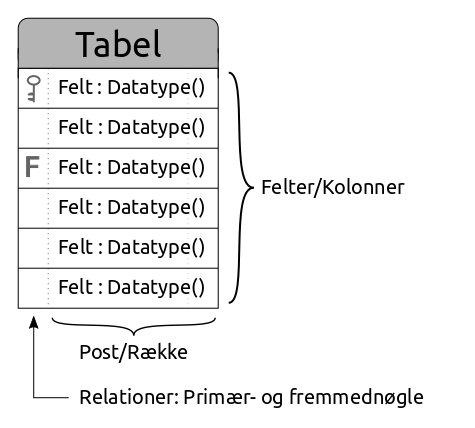 Tabel
Felt : Datatype()
Felt : Datatype()
F Felt : Datatype()
Felt : Datatype()
Felt : Datatype()
Felt : Datatype()
Felter/Kolonner
Post/Række
Relationer: Primær- og fremmednøgle